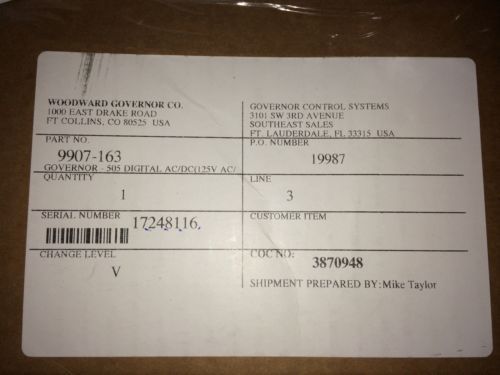 WOODWARD GOVERNOR CO.
1000 EAST DRAKE ROAD
FT COLLINS, CO 80525 USA
GOVERNOR CONTROL SYSTEMS
3101 SW 3RD AVENUE
SOUTHEAST SALES
FT. LAUDERDALE, FL 33315 USA
PART NO.
9907-163
GOVERNOR - 505 DIGITAL AC/DC(125V AC/
P.O. NUMBER
19987
QUANTITY
1
LINE
3
SERIAL NUMBER 17248116
CUSTOMER ITEM
CHANGE LEVEL
V
COC NO: 3870948
SHIPMENT PREPARED BY:Mike Taylor